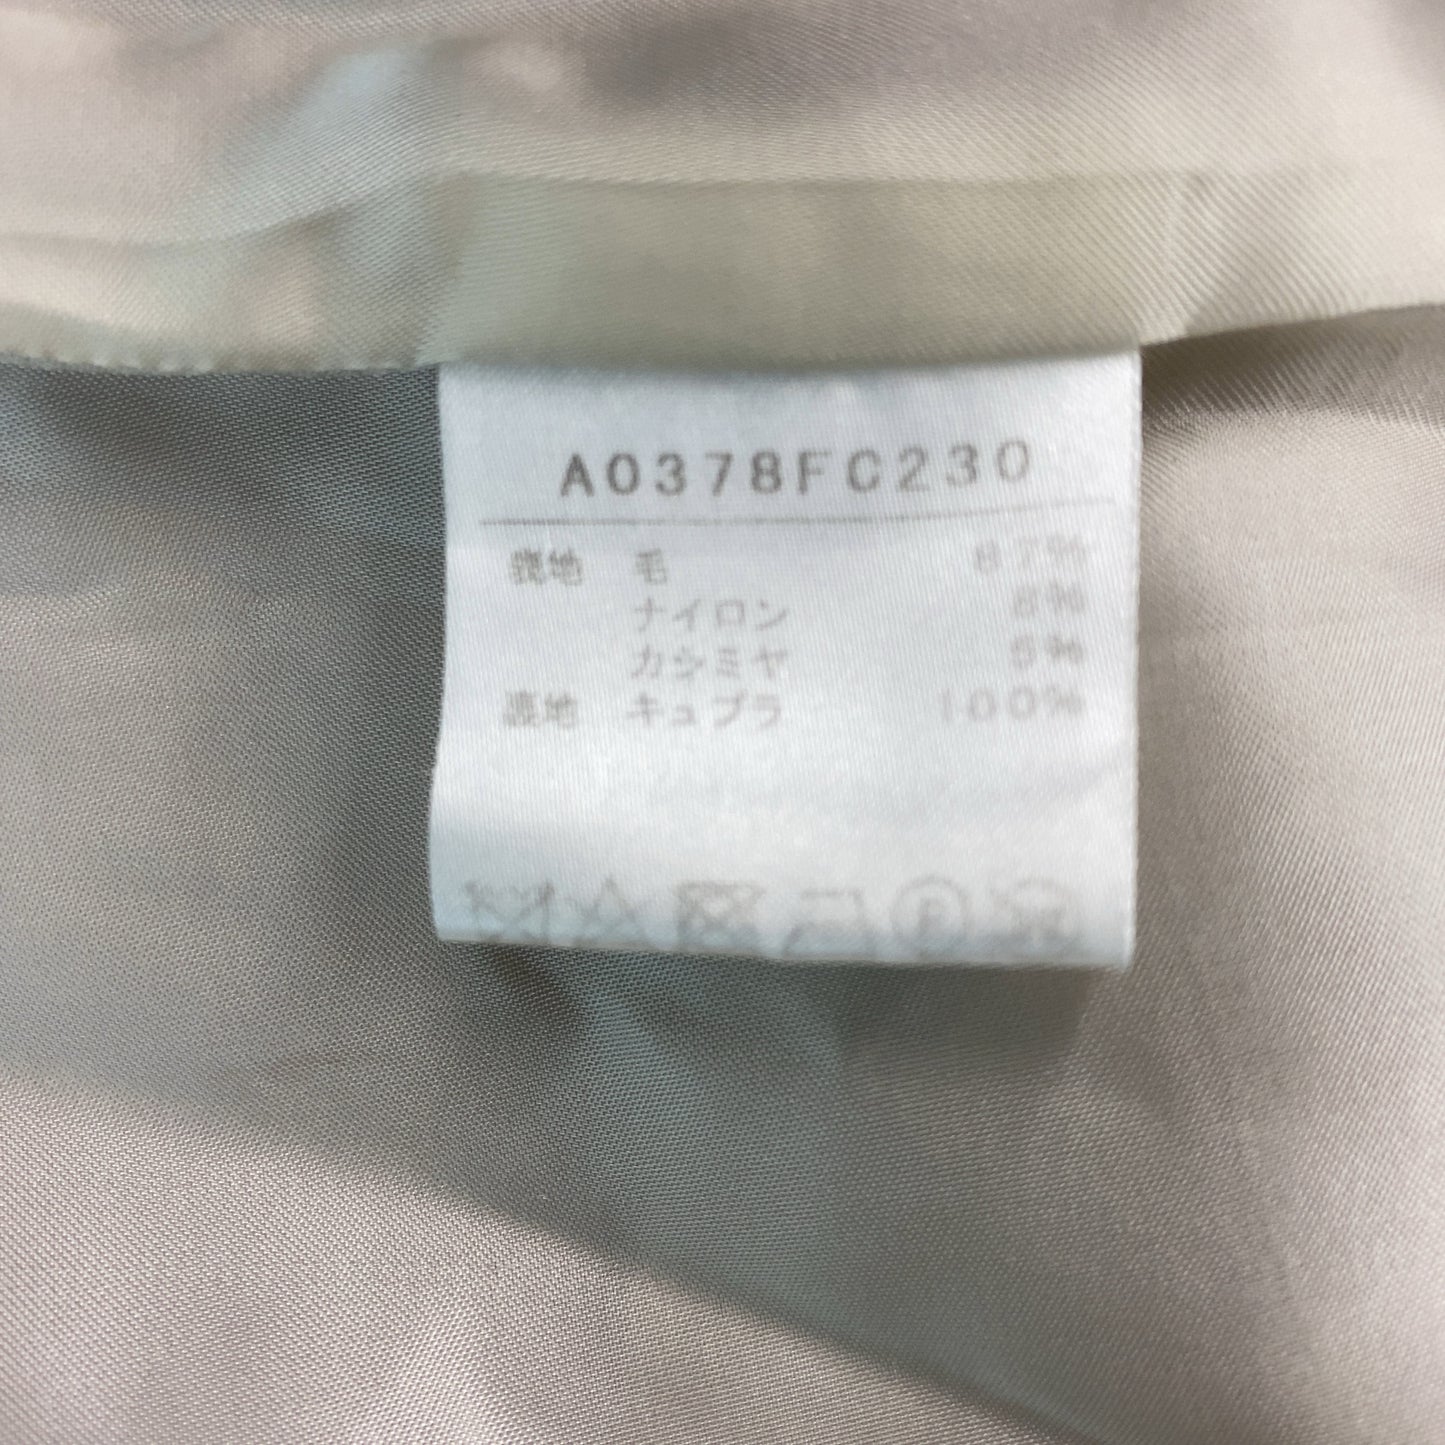 A0378FC230
表地 毛 87%
ナイロン 8%
カシミヤ 5%
裏地 キュプラ 100%